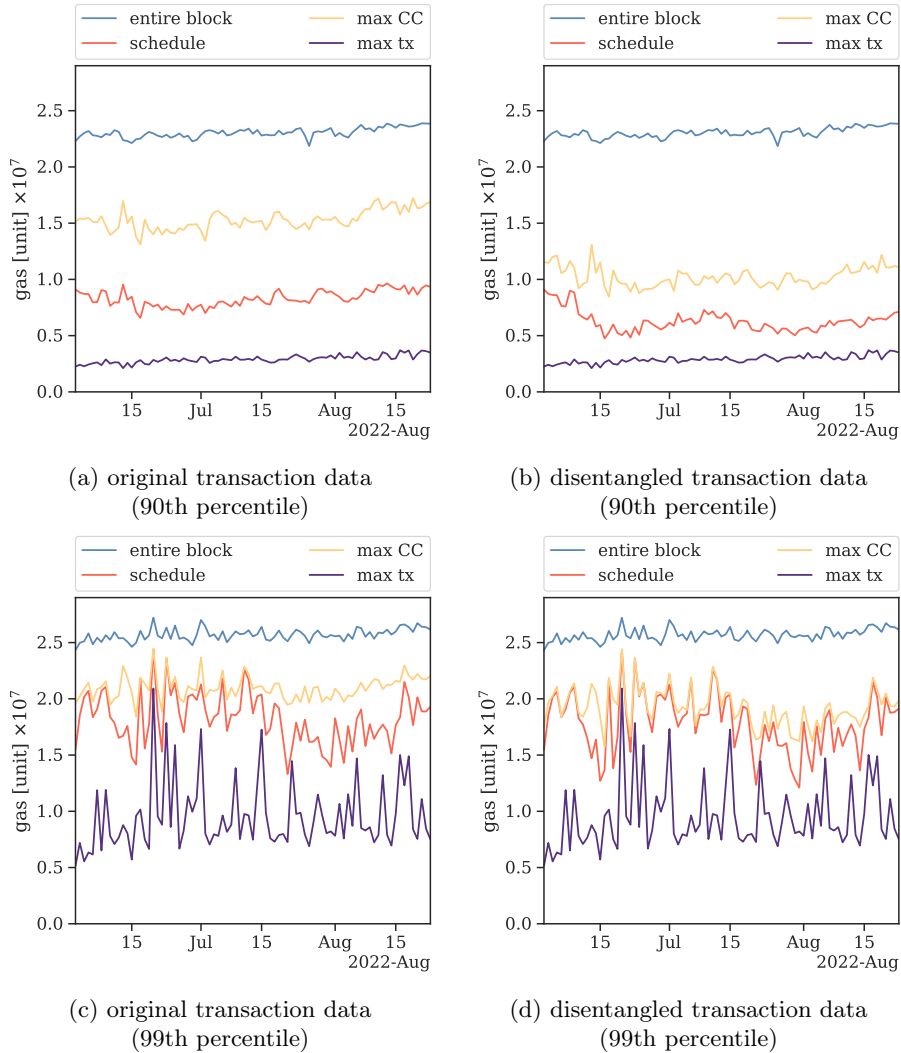 entire block
schedule
max CC
max tx
gas [unit] ×10^7
2.5
2.0
1.5
1.0
0.5
0.0
15
Jul
15
Aug
15
2022-Aug
(a) original transaction data
(90th percentile)
entire block
schedule
max CC
max tx
gas [unit] ×10^7
2.5
2.0
1.5
1.0
0.5
0.0
15
Jul
15
Aug
15
2022-Aug
(b) disentangled transaction data
(90th percentile)
entire block
schedule
max CC
max tx
gas [unit] ×10^7
2.5
2.0
1.5
1.0
0.5
0.0
15
Jul
15
Aug
15
2022-Aug
(c) original transaction data
(99th percentile)
entire block
schedule
max CC
max tx
gas [unit] ×10^7
2.5
2.0
1.5
1.0
0.5
0.0
15
Jul
15
Aug
15
2022-Aug
(d) disentangled transaction data
(99th percentile)